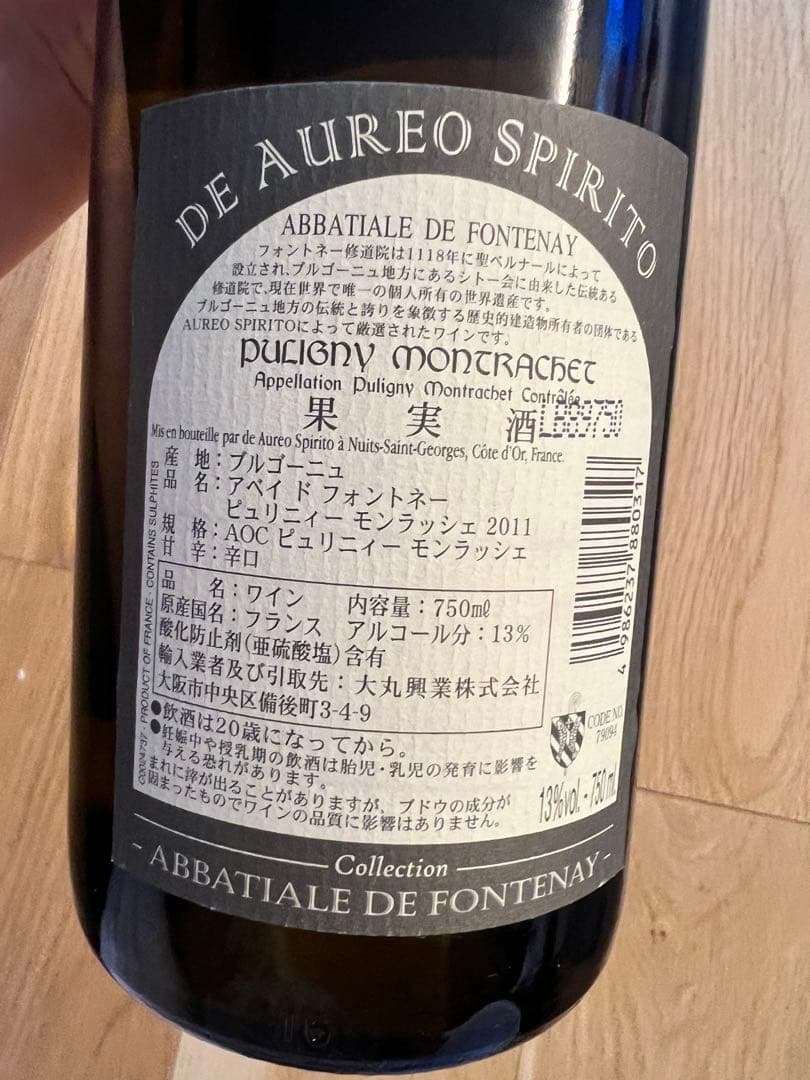 DE AUREO SPIRITO
ABBATIALE DE FONTENAY
フォントネー修道院は1118年に聖ベルナールによって
設立され、ブルゴーニュ地方にあるシトー会に由来した伝統ある
修道院で、現在世界で唯一の個人所有の世界遺産です。
ブルゴーニュ地方の伝統と誇りを象徴する歴史的建造物所有者の団体である
AUREO SPIRITOによって厳選されたワインです。
PULIGNY MONTRACHET
Appellation Puligny Montrachet Contrôlée
果実酒
LB89750
Mis en bouteille par de Aureo Spirito à Nuits-Saint-Georges, Côte d'Or, France.
産地：ブルゴーニュ
品名：アベイ ド フォントネー
ピュリニィー モンラッシェ 2011
規格：AOC ピュリニィー モンラッシェ
甘辛：辛口
品名：ワイン 内容量：750mℓ
原産国名：フランス アルコール分：13%
酸化防止剤(亜硫酸塩)含有
輸入業者及び引取先：大丸興業株式会社
大阪市中央区備後町3-4-9
●飲酒は20歳になってから。
●妊娠中や授乳期の飲酒は胎児・乳児の発育に影響を
与える恐れがあります。
まれに滓が出ることがありますが、ブドウの成分が
固まったものでワインの品質に影響はありません。
PRODUCT OF FRANCE - CONTAINS SULPHITES
4 986237 880317
CODE NO.
79094
13%vol. - 750 ml
Collection
- ABBATIALE DE FONTENAY -
16